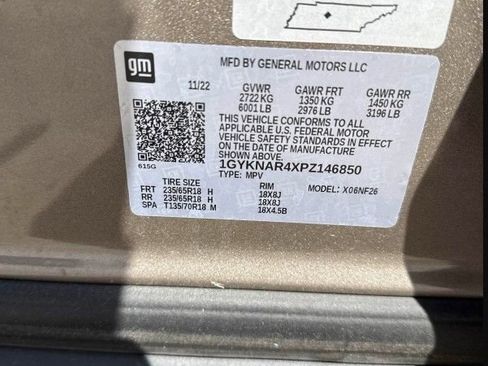 gm
MFD BY GENERAL MOTORS LLC
11/22 GVWR GAWR FRT GAWR RR
2722 KG 1350 KG 1450 KG
6001 LB 2976 LB 3196 LB
THIS VEHICLE CONFORMS TO ALL
APPLICABLE U.S. FEDERAL MOTOR
VEHICLE SAFETY STANDARDS IN EFFECT
ON THE DATE OF MANUFACTURE
SHOWN ABOVE.
1GYKNAR4XPZ146850
615G TYPE: MPV
TIRE SIZE RIM MODEL: X06NF26
FRT 235/65R18 H 18X8J
RR 235/65R18 H 18X8J
SPA T135/70R18 M 18X4.5B